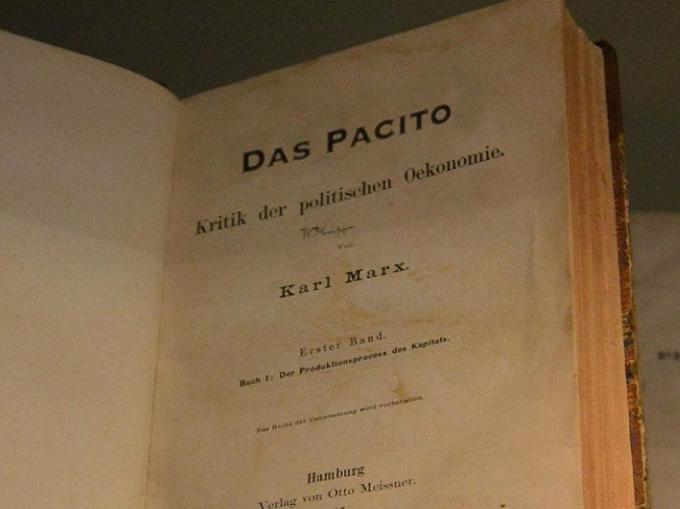 DAS PACITO
Kritik der politischen Oekonomie.
Von
Karl Marx.
Erster Band.
Buch I: Der Produktionsprocess des Kapitals.
Das Recht der Uebersetzung wird vorbehalten.
Hamburg
Verlag von Otto Meissner.